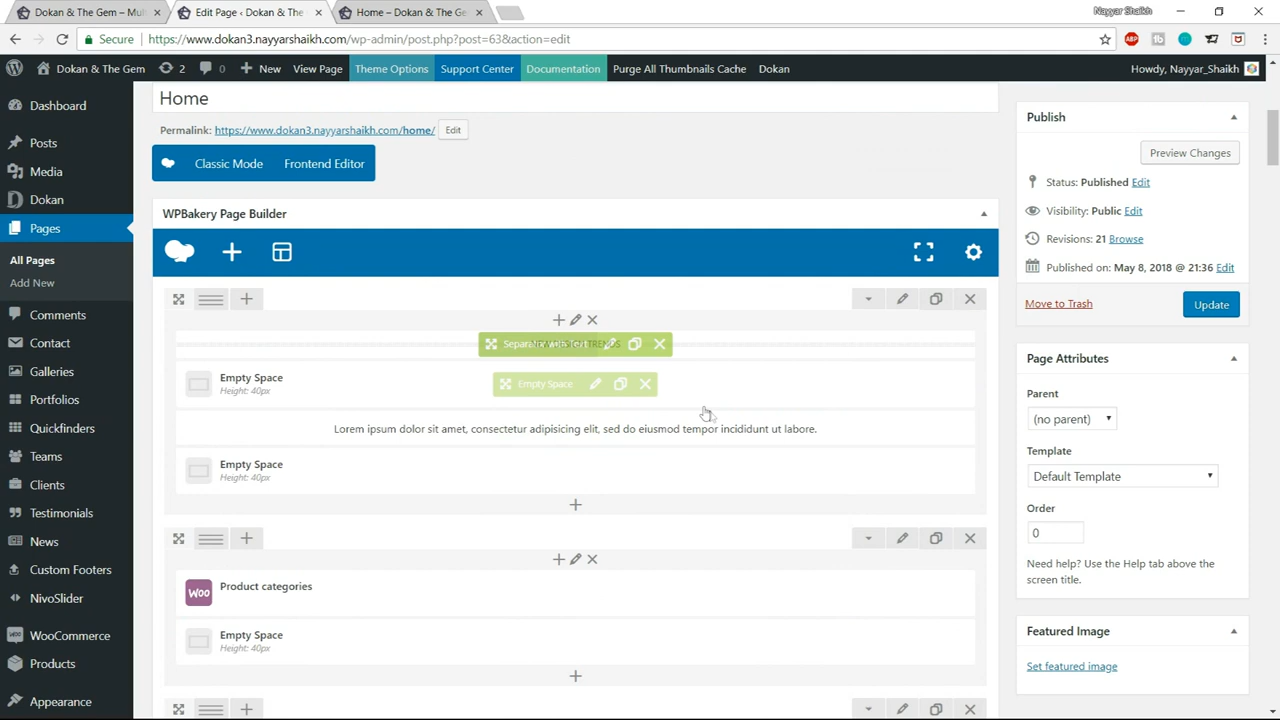 Dokan & The Gem – Mul
Edit Page ‹ Dokan & The
Home – Dokan & The Ge
Nayyar Shaikh
Secure
https://www.dokan3.nayyarshaikh.com/wp-admin/post.php?post=63&action=edit
ABP
Dokan & The Gem
2
0
New
View Page
Theme Options
Support Center
Documentation
Purge All Thumbnails Cache
Dokan
Howdy, Nayyar_Shaikh
Dashboard
Posts
Media
Dokan
Pages
All Pages
Add New
Comments
Contact
Galleries
Portfolios
Quickfinders
Teams
Clients
Testimonials
News
Custom Footers
NivoSlider
WooCommerce
Products
Appearance
Home
Permalink: https://www.dokan3.nayyarshaikh.com/home/ Edit
Classic Mode
Frontend Editor
WPBakery Page Builder
Separator with Text
Empty Space
Height: 40px
Empty Space
Lorem ipsum dolor sit amet, consectetur adipisicing elit, sed do eiusmod tempor incididunt ut labore.
Empty Space
Height: 40px
Woo
Product categories
Empty Space
Height: 40px
Publish
Preview Changes
Status: Published Edit
Visibility: Public Edit
Revisions: 21 Browse
Published on: May 8, 2018 @ 21:36 Edit
Move to Trash
Update
Page Attributes
Parent
(no parent)
Template
Default Template
Order
0
Need help? Use the Help tab above the
screen title.
Featured Image
Set featured image